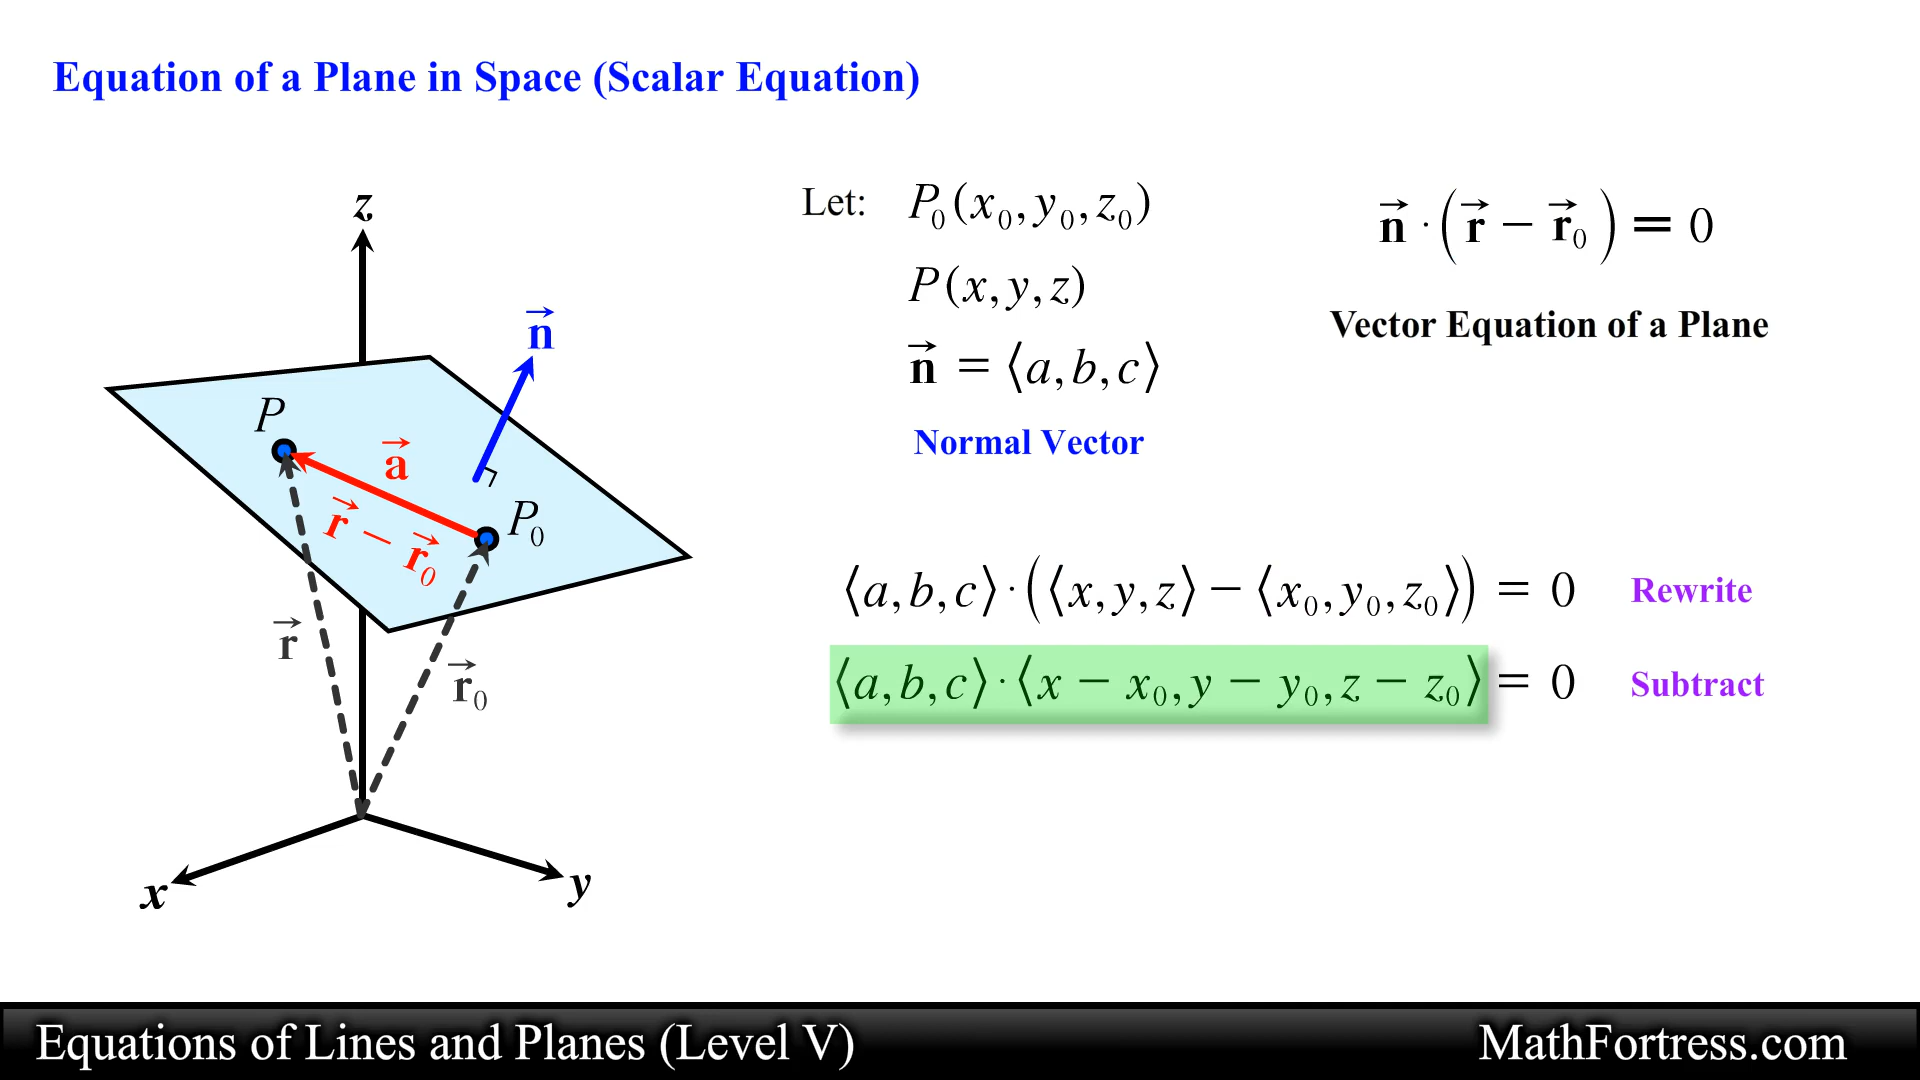 Equation of a Plane in Space (Scalar Equation)
Let: P₀(x₀, y₀, z₀)
P(x, y, z)
n⃗ = ⟨a, b, c⟩
Normal Vector
n⃗ · (r⃗ − r⃗₀) = 0
Vector Equation of a Plane
z
n⃗
P
a⃗
r⃗ − r⃗₀
P₀
r⃗
r⃗₀
x
y
⟨a, b, c⟩ · (⟨x, y, z⟩ − ⟨x₀, y₀, z₀⟩) = 0 Rewrite
⟨a, b, c⟩ · ⟨x − x₀, y − y₀, z − z₀⟩ = 0 Subtract
Equations of Lines and Planes (Level V)
MathFortress.com